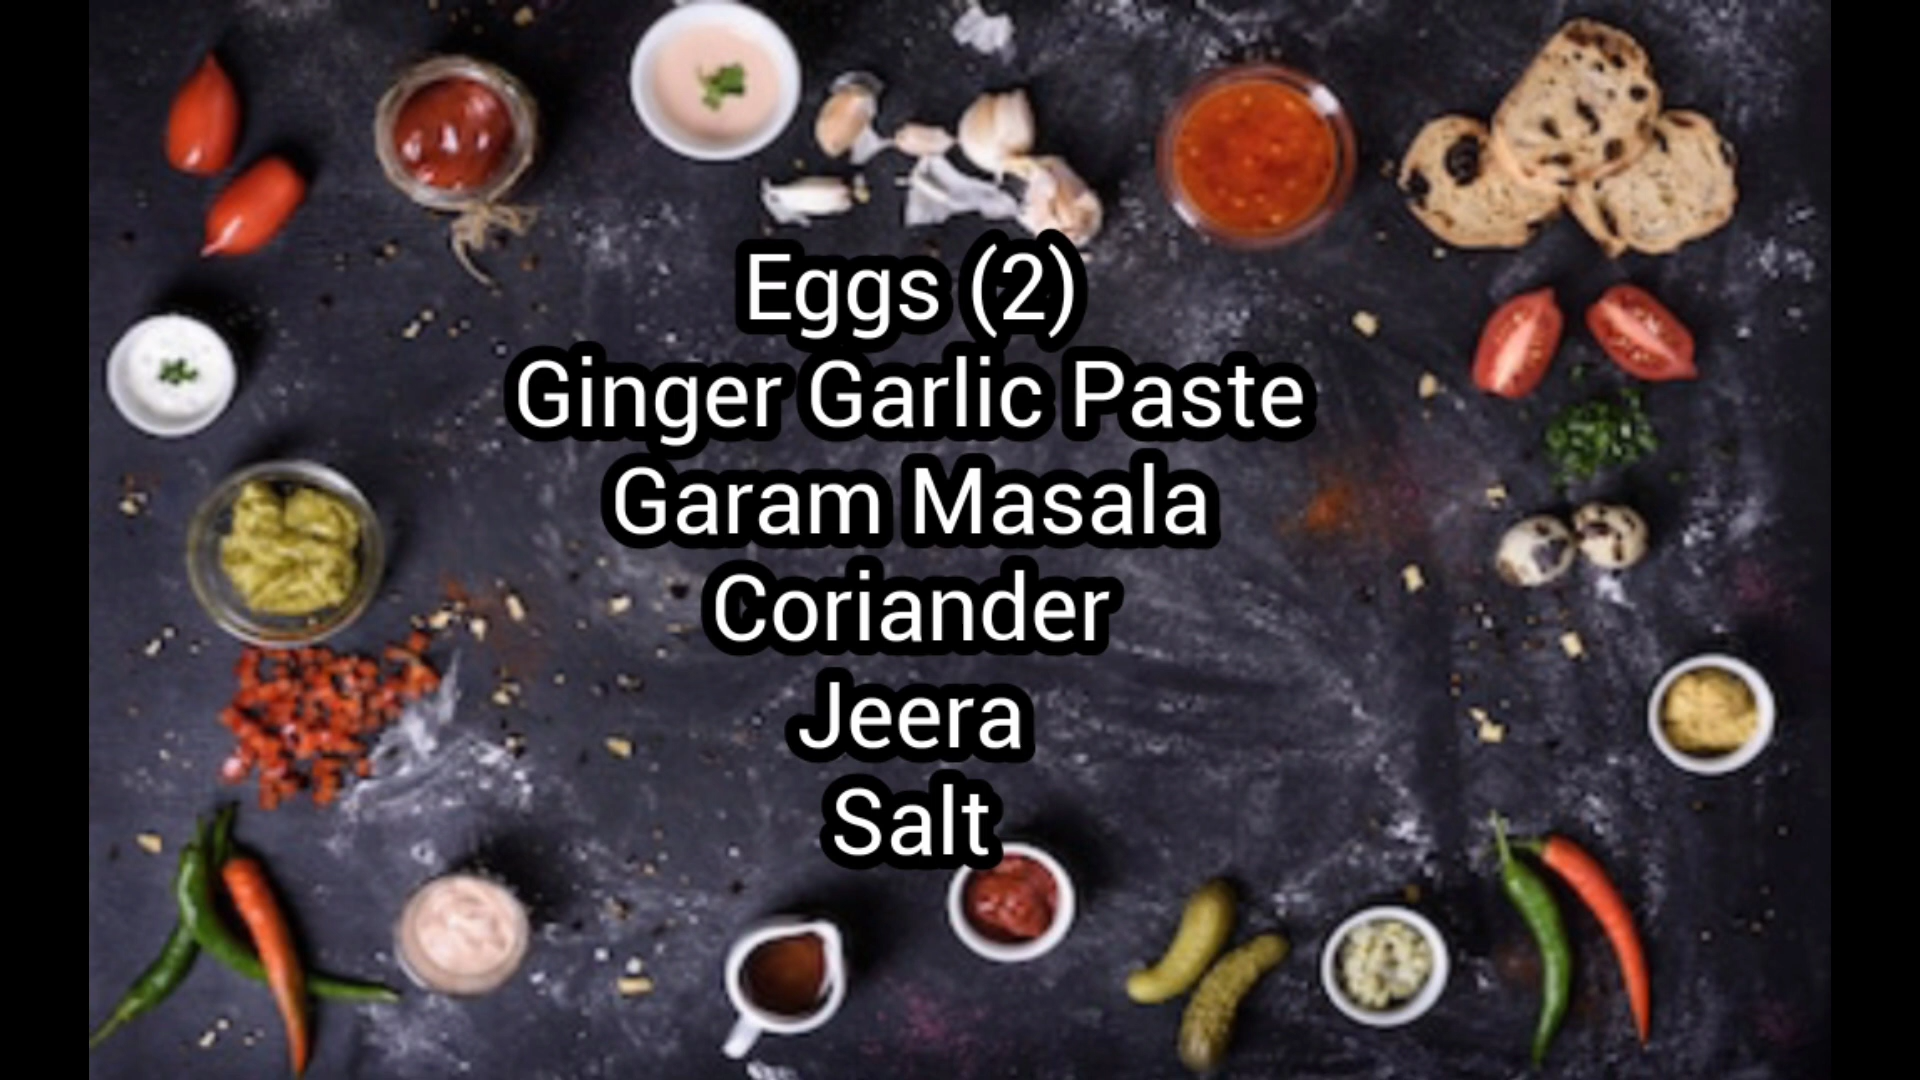 Eggs (2)
Ginger Garlic Paste
Garam Masala
Coriander
Jeera
Salt